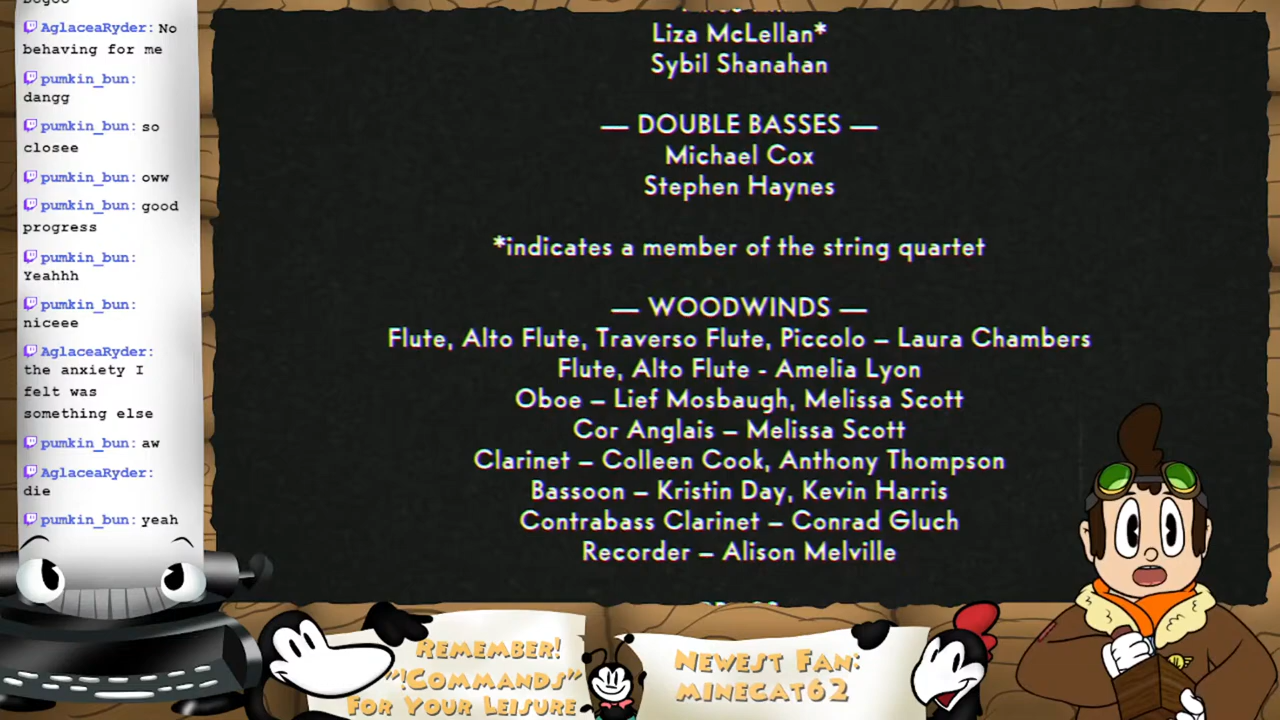 AglaceaRyder: No
behaving for me
pumkin_bun:
dangg
pumkin_bun: so
closee
pumkin_bun: oww
pumkin_bun: good
progress
pumkin_bun:
Yeahhh
pumkin_bun:
niceee
AglaceaRyder:
the anxiety I
felt was
something else
pumkin_bun: aw
AglaceaRyder:
die
pumkin_bun: yeah
Liza McLellan*
Sybil Shanahan
— DOUBLE BASSES —
Michael Cox
Stephen Haynes
*indicates a member of the string quartet
— WOODWINDS —
Flute, Alto Flute, Traverso Flute, Piccolo – Laura Chambers
Flute, Alto Flute - Amelia Lyon
Oboe – Lief Mosbaugh, Melissa Scott
Cor Anglais – Melissa Scott
Clarinet – Colleen Cook, Anthony Thompson
Bassoon – Kristin Day, Kevin Harris
Contrabass Clarinet – Conrad Gluch
Recorder – Alison Melville
Remember!
"!Commands"
For Your Leisure
Newest Fan:
minecat62